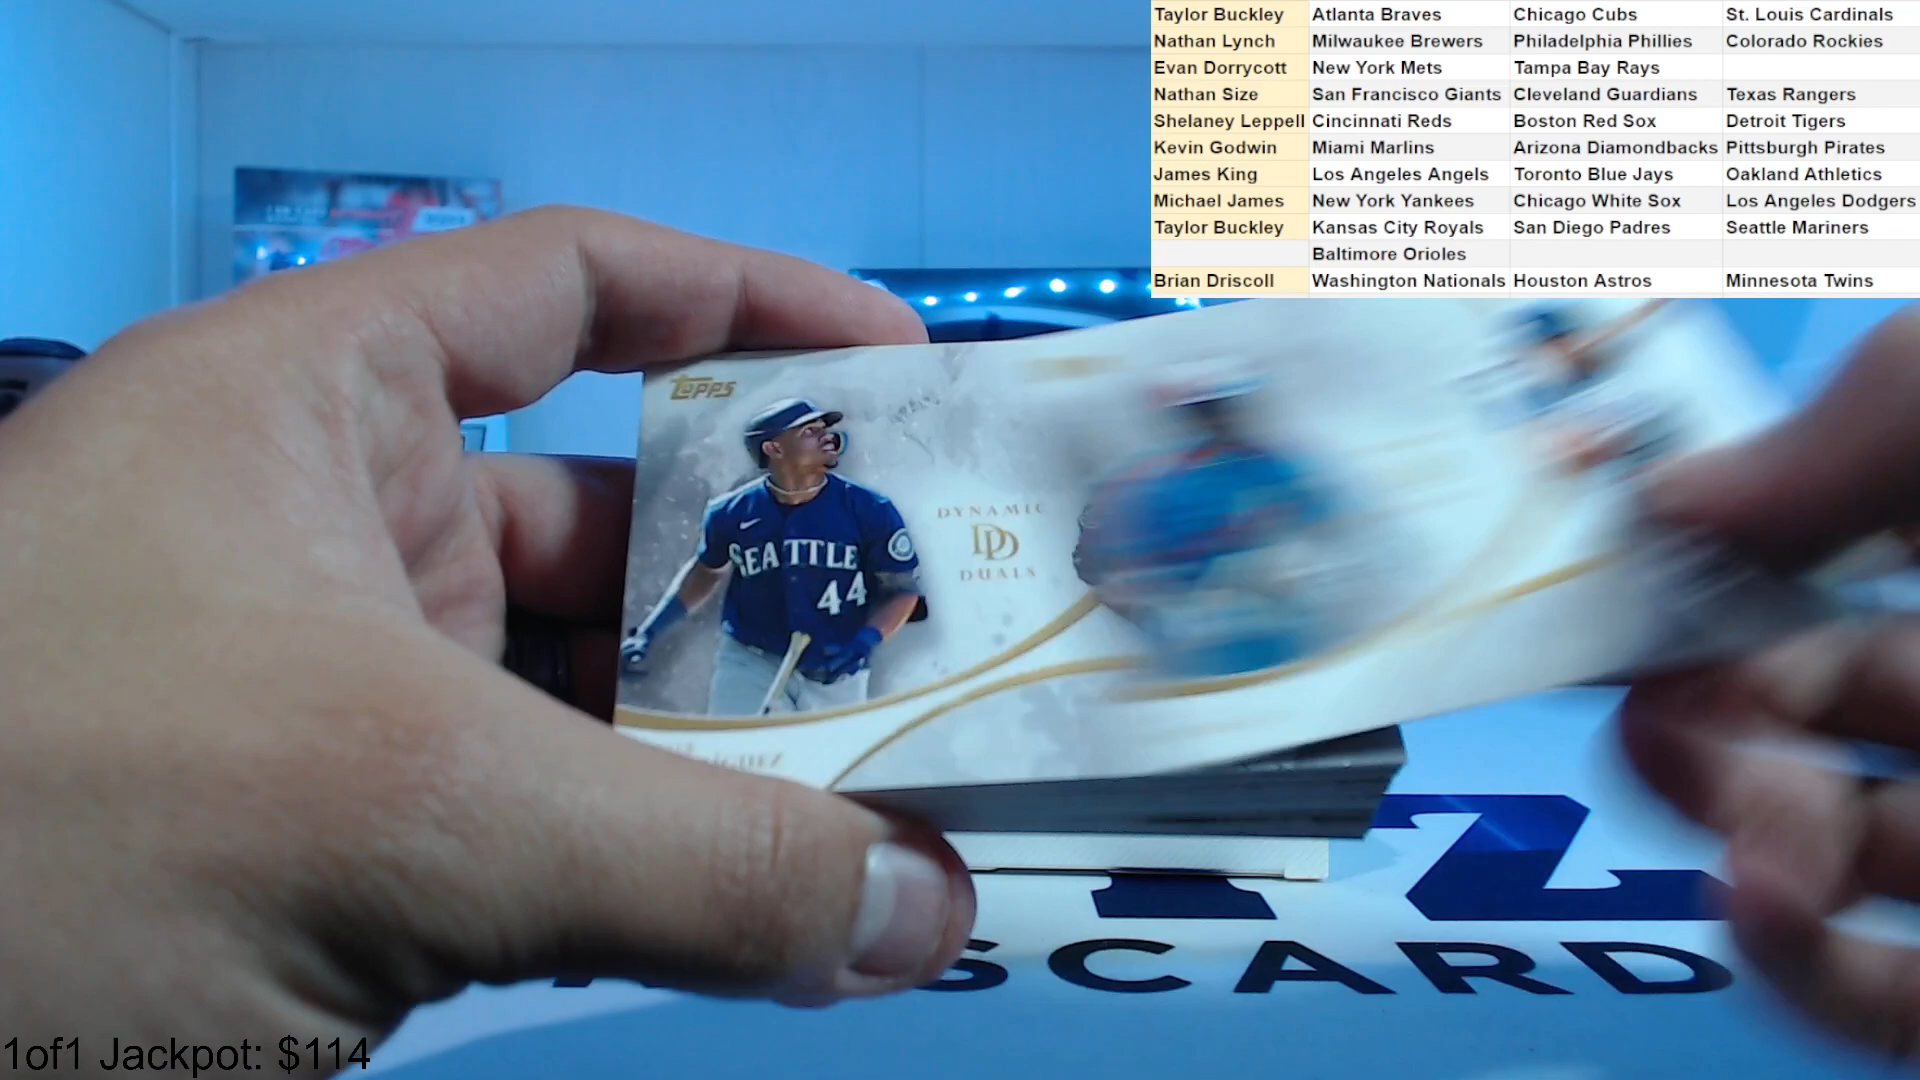 Taylor Buckley Atlanta Braves Chicago Cubs St. Louis Cardinals
Nathan Lynch Milwaukee Brewers Philadelphia Phillies Colorado Rockies
Evan Dorrycott New York Mets Tampa Bay Rays
Nathan Size San Francisco Giants Cleveland Guardians Texas Rangers
Shelaney Leppell Cincinnati Reds Boston Red Sox Detroit Tigers
Kevin Godwin Miami Marlins Arizona Diamondbacks Pittsburgh Pirates
James King Los Angeles Angels Toronto Blue Jays Oakland Athletics
Michael James New York Yankees Chicago White Sox Los Angeles Dodgers
Taylor Buckley Kansas City Royals San Diego Padres Seattle Mariners
Baltimore Orioles
Brian Driscoll Washington Nationals Houston Astros Minnesota Twins
Topps
SEATTLE
44
DYNAMIC
DD
DUALS
SCARD
1of1 Jackpot: $114